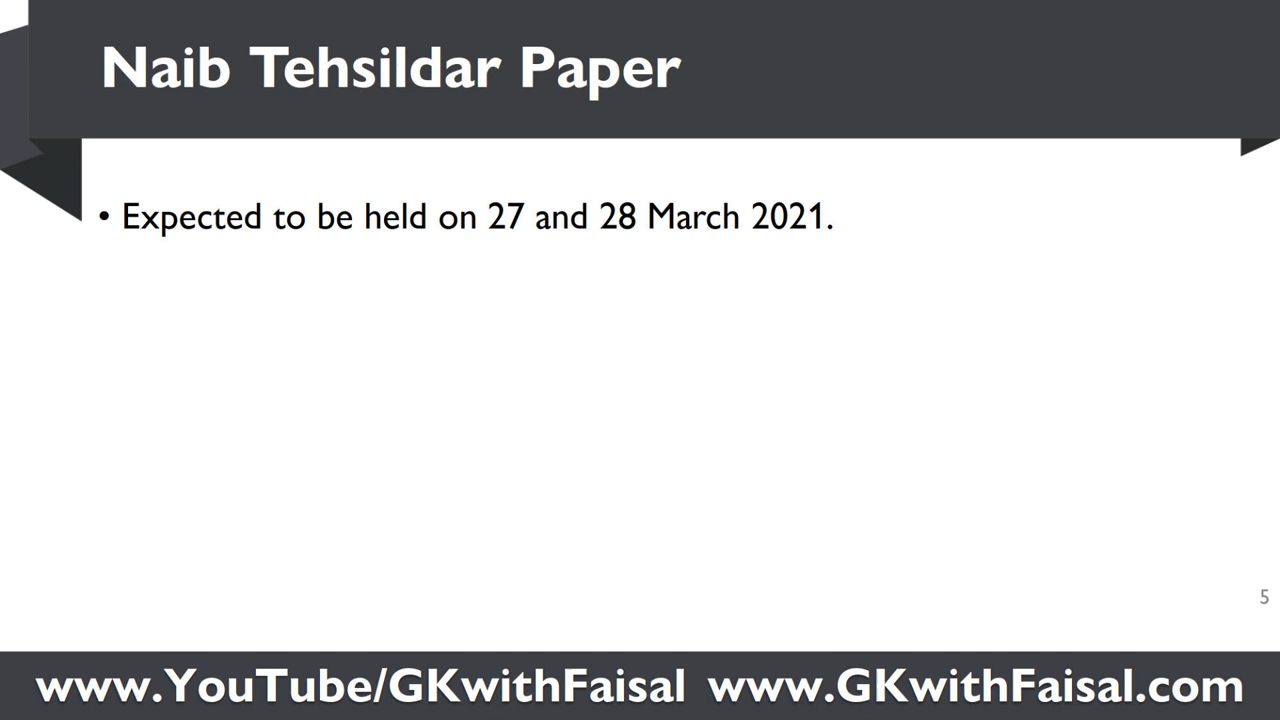 Naib Tehsildar Paper
• Expected to be held on 27 and 28 March 2021.
5
www.YouTube/GKwithFaisal www.GKwithFaisal.com